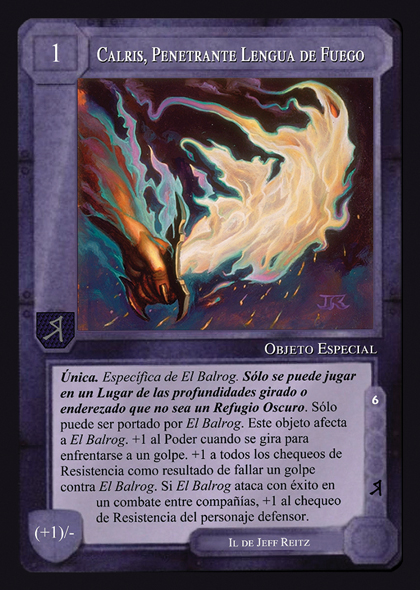 1
CALRIS, PENETRANTE LENGUA DE FUEGO
JR
OBJETO ESPECIAL
Única. Específica de El Balrog. Sólo se puede jugar
en un Lugar de las profundidades girado o
enderezado que no sea un Refugio Oscuro. Sólo
puede ser portado por El Balrog. Este objeto afecta
a El Balrog. +1 al Poder cuando se gira para
enfrentarse a un golpe. +1 a todos los chequeos de
Resistencia como resultado de fallar un golpe
contra El Balrog. Si El Balrog ataca con éxito en
un combate entre compañías, +1 al chequeo
de Resistencia del personaje defensor.
6
(+1)/-
IL DE JEFF REITZ